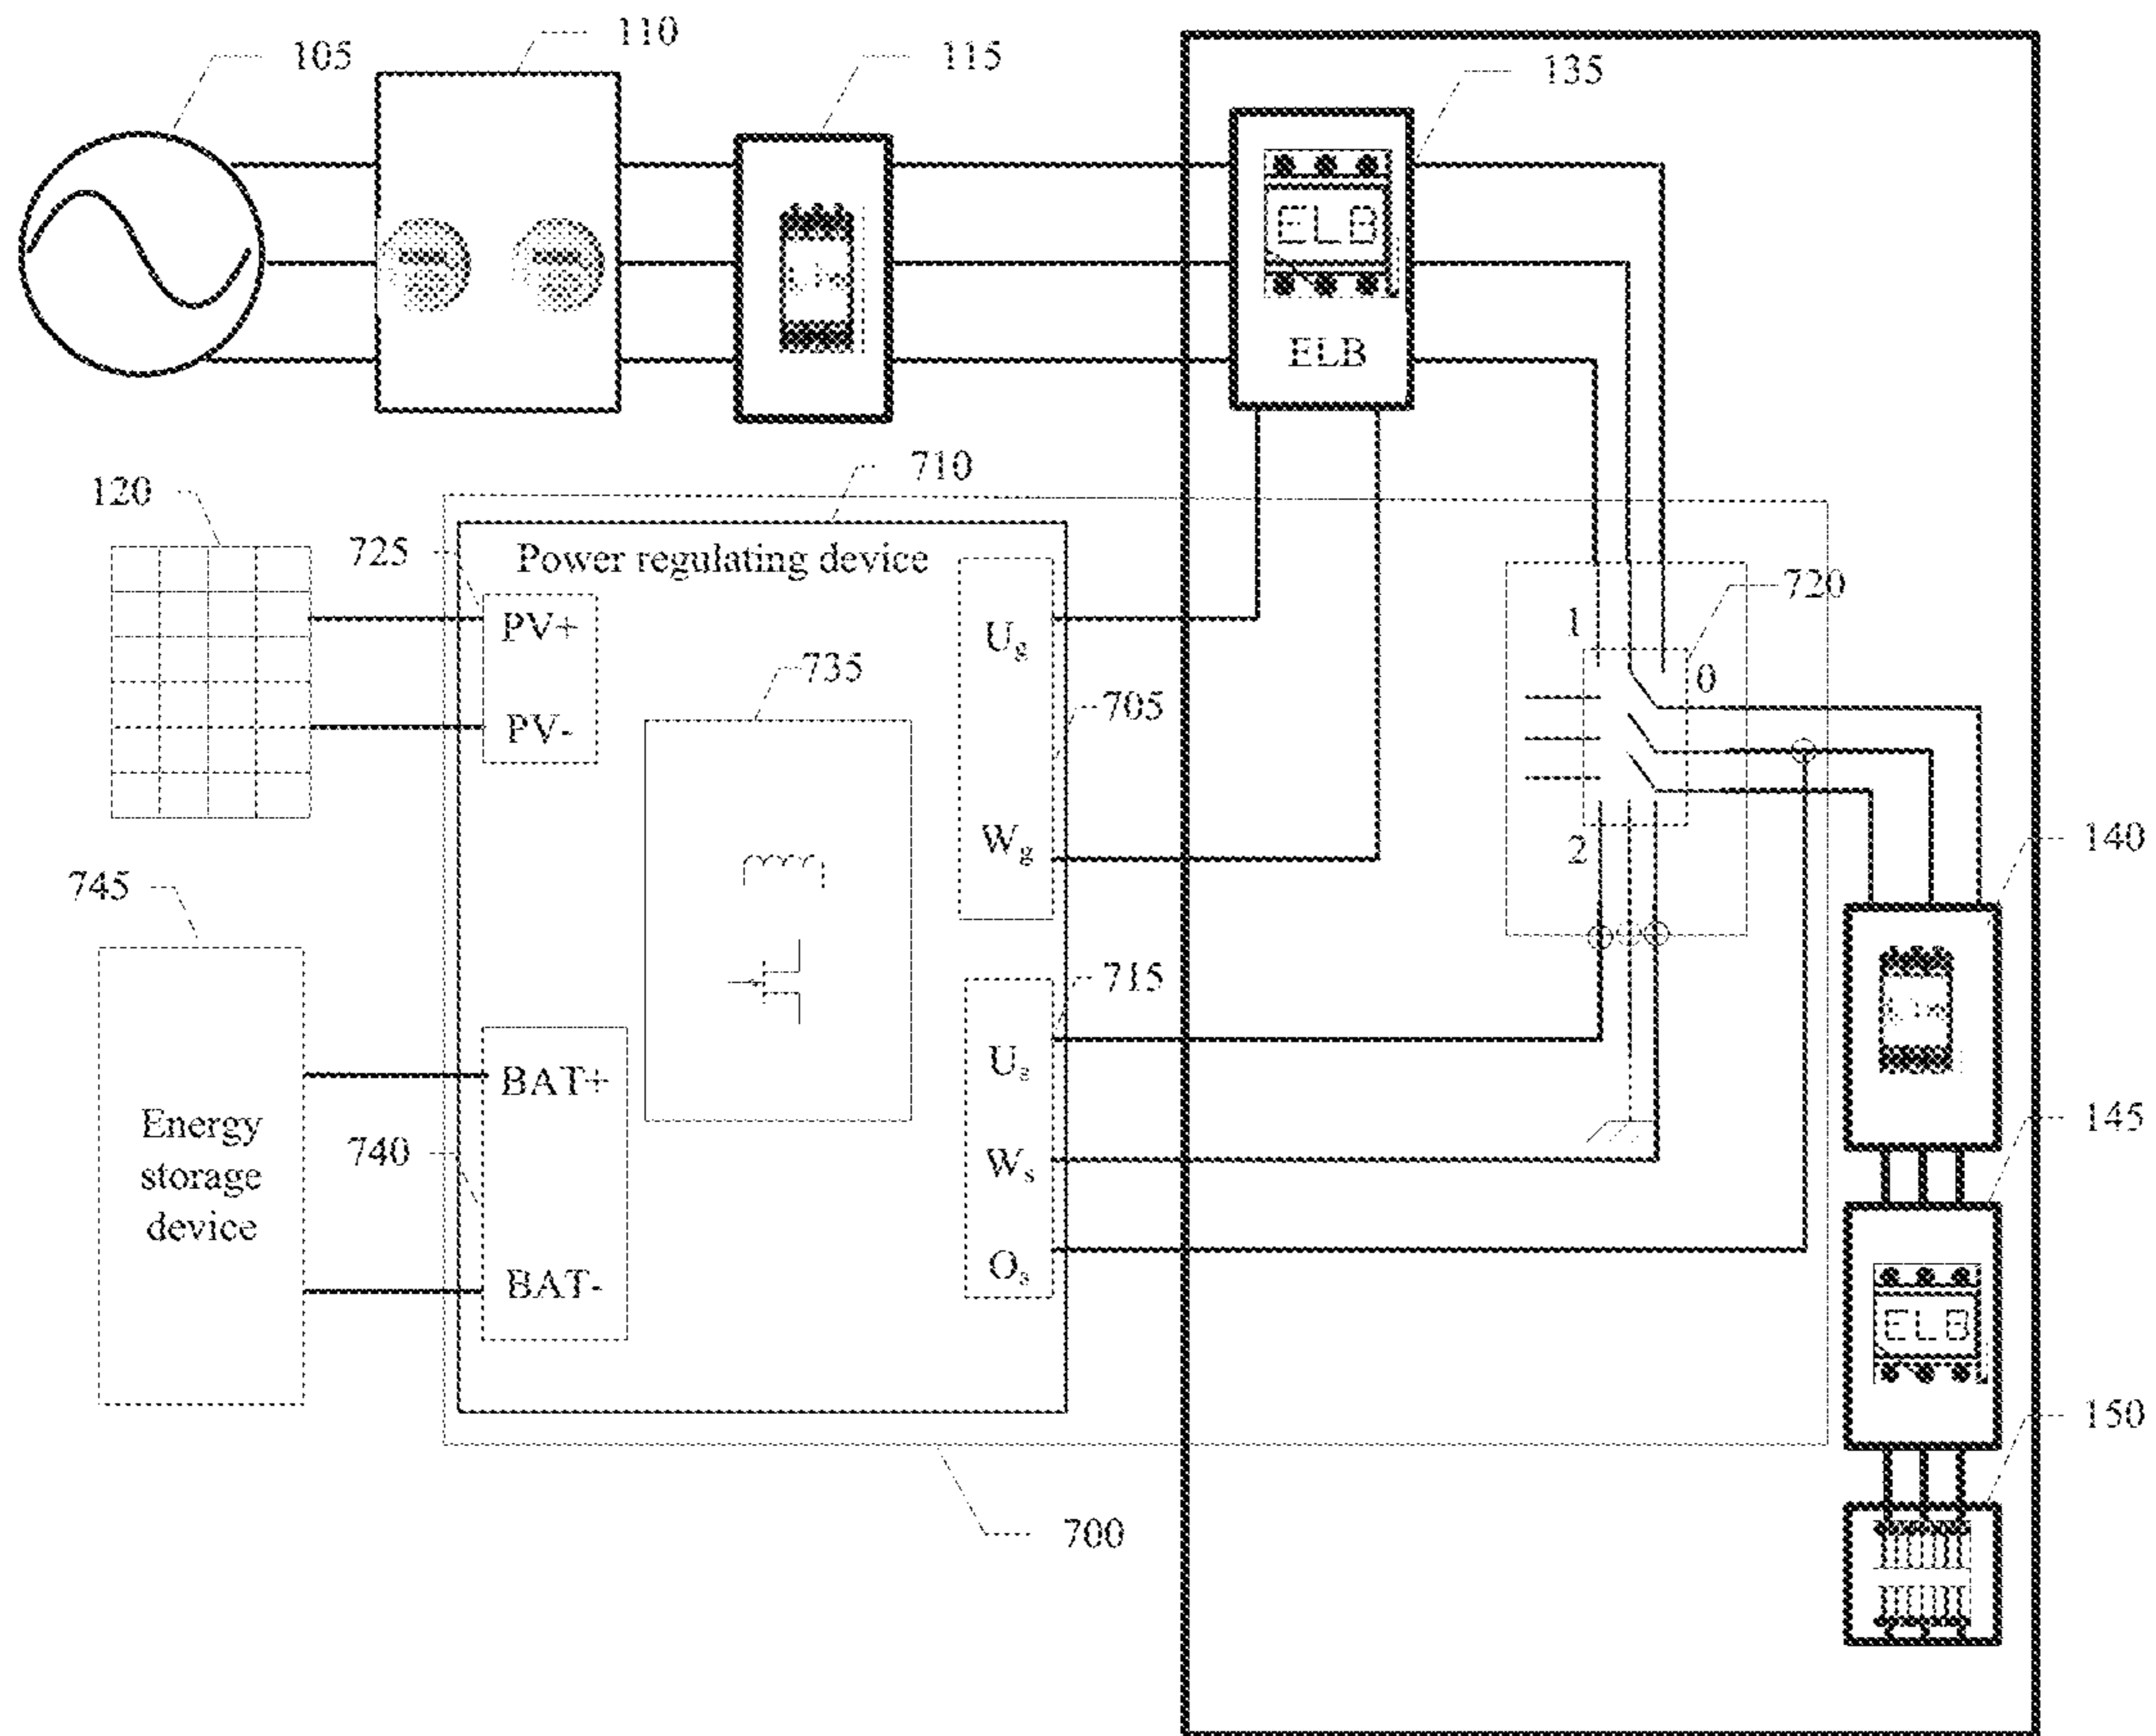 105
110
115
135
ELB
ELB
120
710
725
Power regulating device
PV+
PV-
Ug
Wg
735
705
1
720
0
2
140
745
Energy
storage
device
740
BAT+
BAT-
715
Us
Ws
Os
145
ELB
150
700